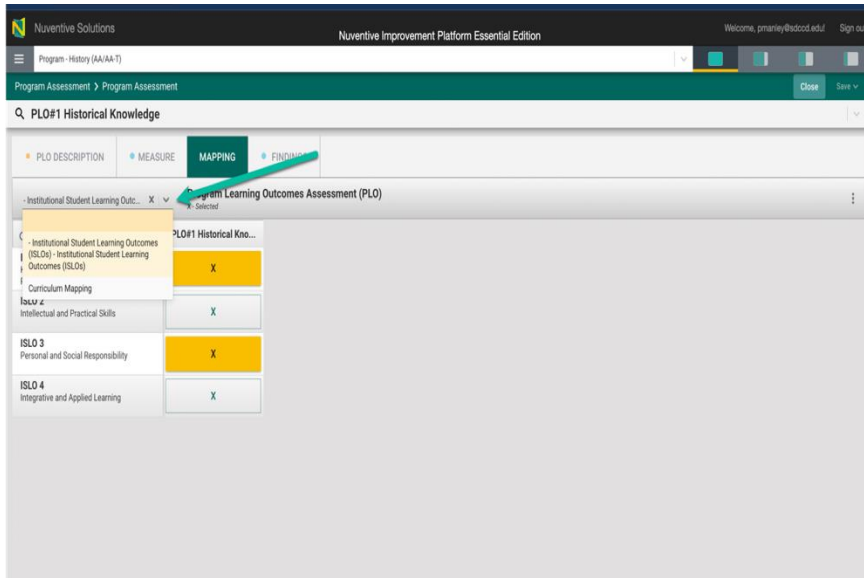 Nuventive Solutions
Nuventive Improvement Platform Essential Edition
Welcome, pmanley@sdccd.edu!
Program - History (AA/AA-T)
Program Assessment > Program Assessment
Close
Save
PLO#1 Historical Knowledge
PLO DESCRIPTION
MEASURE
MAPPING
- Institutional Student Learning Outc... X
Program Learning Outcomes Assessment (PLO)
X - Selected
PLO#1 Historical Kno...
- Institutional Student Learning Outcomes
(ISLOs) - Institutional Student Learning
Outcomes (ISLOs)
Curriculum Mapping
X
ISLO 2
Intellectual and Practical Skills
X
ISLO 3
Personal and Social Responsibility
X
ISLO 4
Integrative and Applied Learning
X